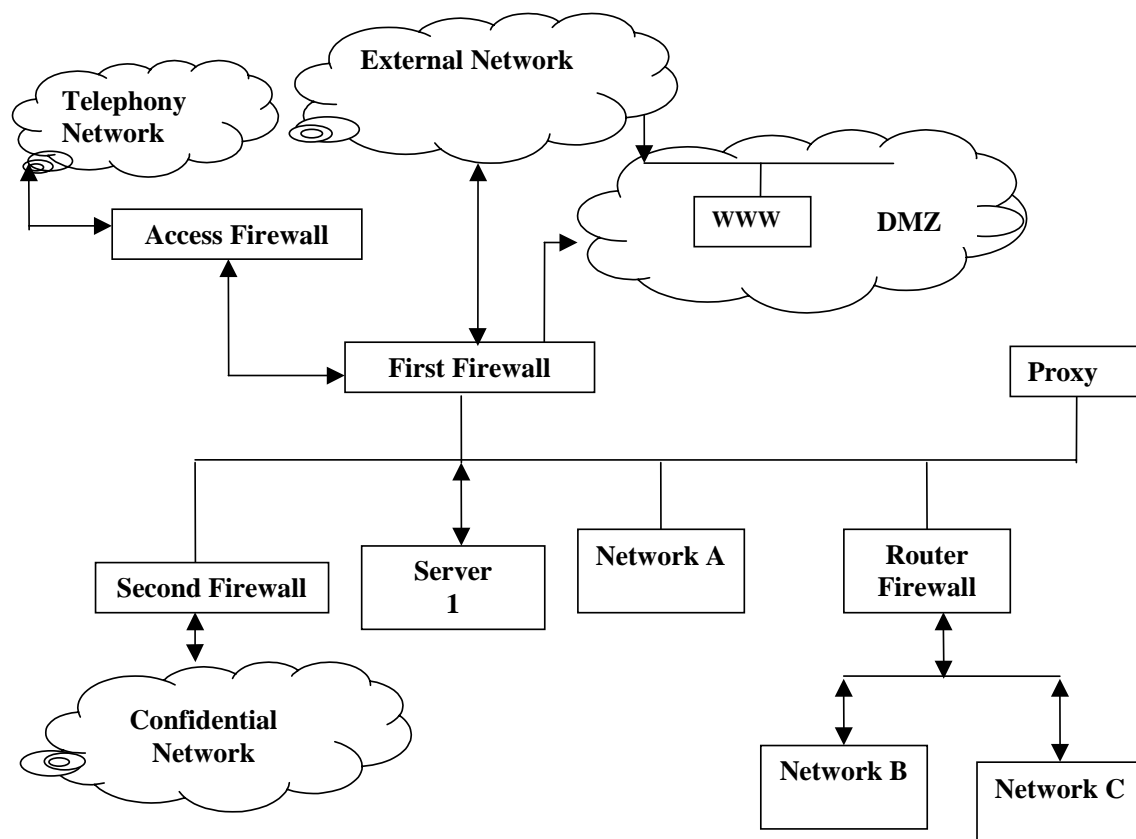 External Network
Telephony
Network
WWW
DMZ
Access Firewall
First Firewall
Proxy
Second Firewall
Server
1
Network A
Router
Firewall
Confidential
Network
Network B
Network C